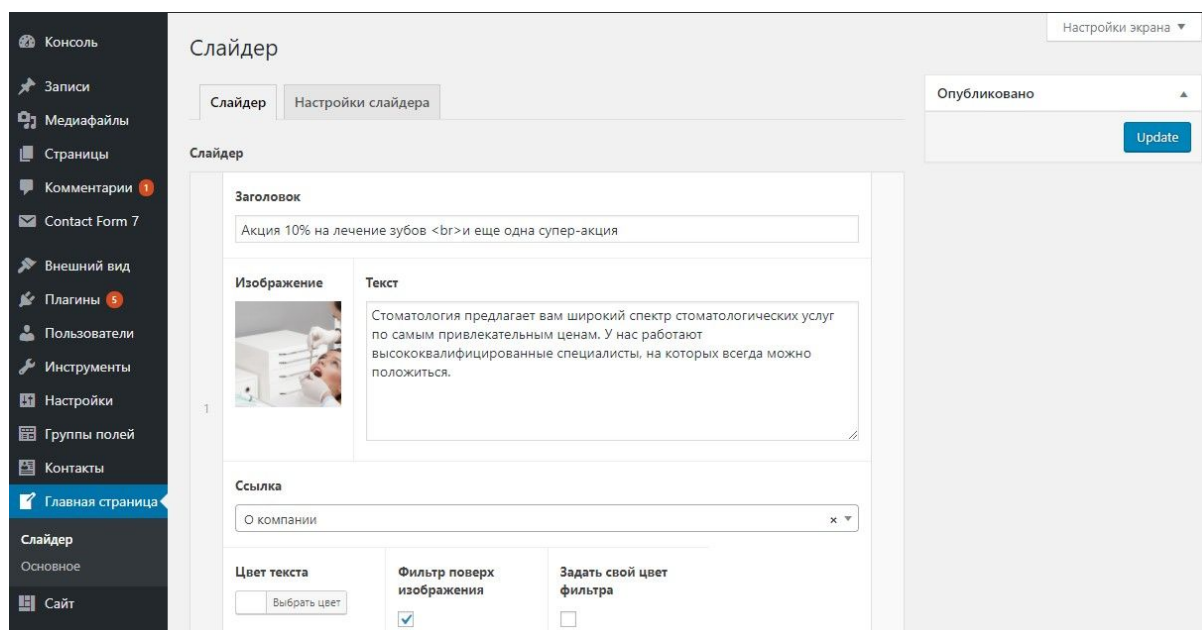 Настройки экрана
Консоль
Записи
Медиафайлы
Страницы
Комментарии 1
Contact Form 7
Внешний вид
Плагины 5
Пользователи
Инструменты
Настройки
Группы полей
Контакты
Главная страница
Слайдер
Основное
Сайт
Слайдер
Слайдер
Настройки слайдера
Слайдер
1
Заголовок
Акция 10% на лечение зубов <br>и еще одна супер-акция
Изображение
Текст
Стоматология предлагает вам широкий спектр стоматологических услуг
по самым привлекательным ценам. У нас работают
высококвалифицированные специалисты, на которых всегда можно
положиться.
Ссылка
О компании
Цвет текста
Выбрать цвет
Фильтр поверх
изображения
Задать свой цвет
фильтра
Опубликовано
Update